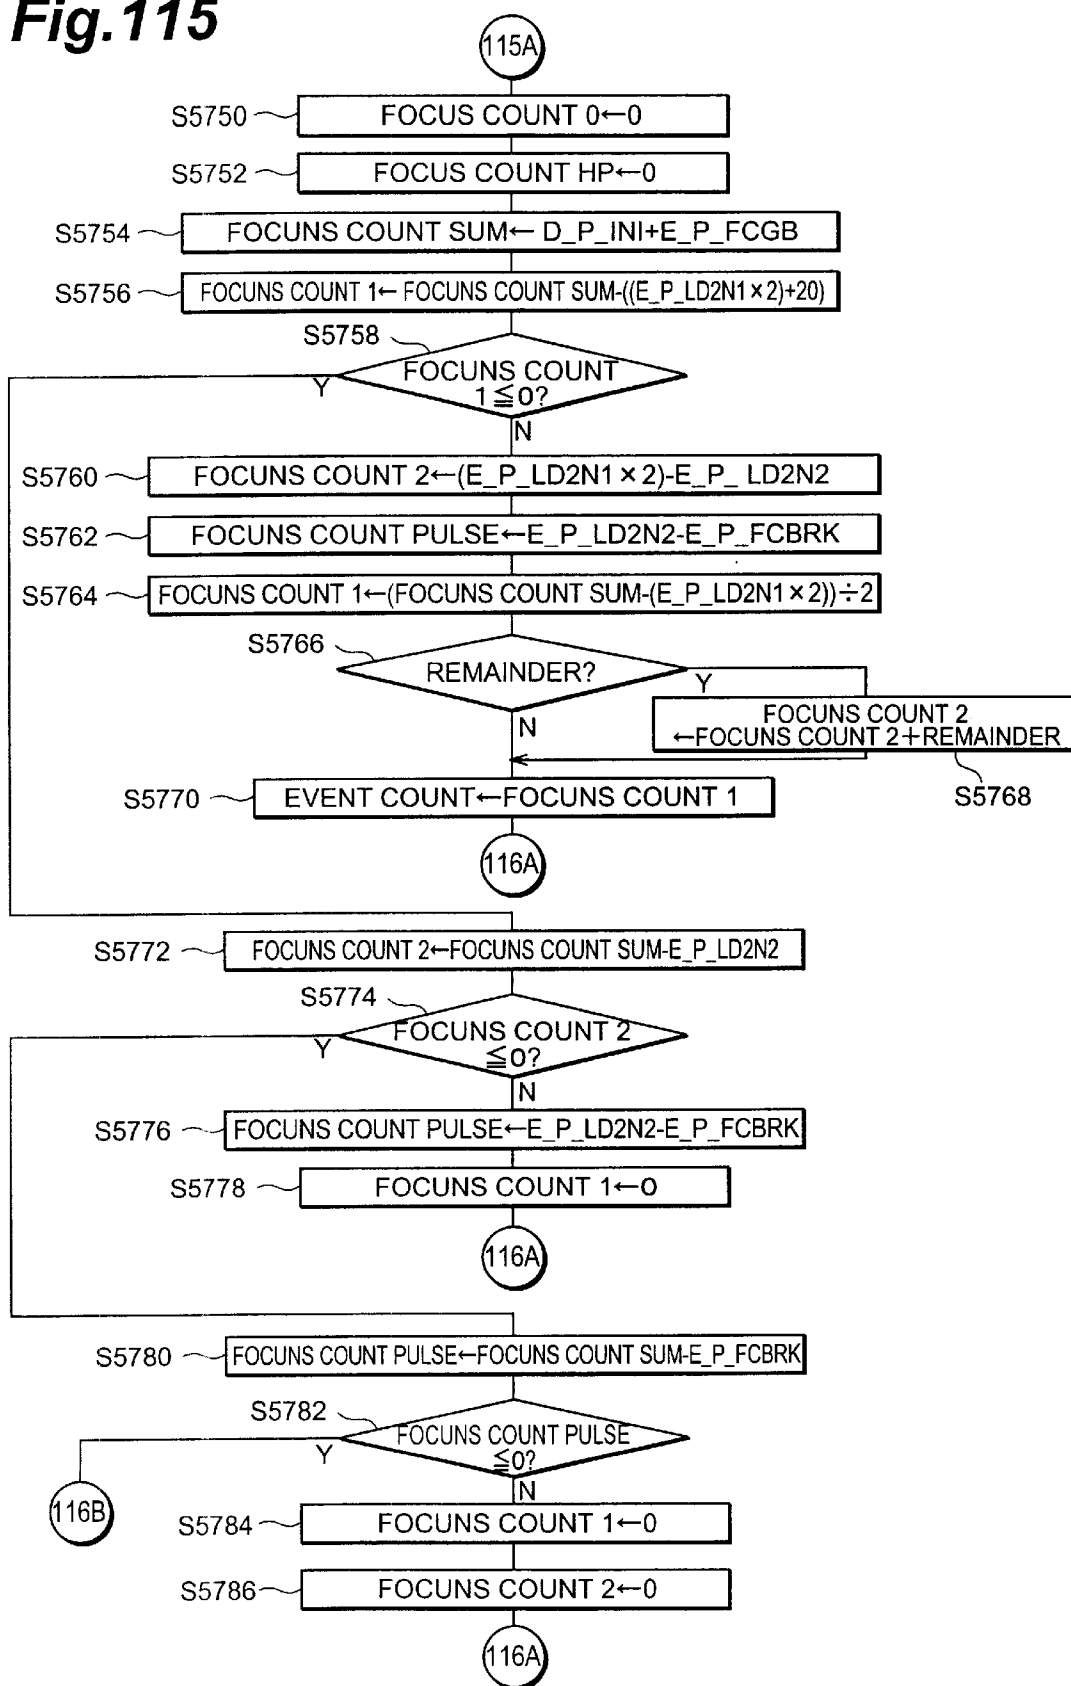 Fig.115
115A
S5750
FOCUS COUNT 0←0
S5752
FOCUS COUNT HP←0
S5754
FOCUNS COUNT SUM← D_P_INI+E_P_FCGB
S5756
FOCUNS COUNT 1← FOCUNS COUNT SUM-((E_P_LD2N1×2)+20)
S5758
FOCUNS COUNT
1≦0?
Y
N
S5760
FOCUNS COUNT 2←(E_P_LD2N1×2)-E_P_ LD2N2
S5762
FOCUNS COUNT PULSE←E_P_LD2N2-E_P_FCBRK
S5764
FOCUNS COUNT 1←(FOCUNS COUNT SUM-(E_P_LD2N1×2))÷2
S5766
REMAINDER?
Y
N
FOCUNS COUNT 2
←FOCUNS COUNT 2+REMAINDER
S5768
S5770
EVENT COUNT←FOCUNS COUNT 1
116A
S5772
FOCUNS COUNT 2←FOCUNS COUNT SUM-E_P_LD2N2
S5774
FOCUNS COUNT 2
≦0?
Y
N
S5776
FOCUNS COUNT PULSE←E_P_LD2N2-E_P_FCBRK
S5778
FOCUNS COUNT 1←0
116A
S5780
FOCUNS COUNT PULSE←FOCUNS COUNT SUM-E_P_FCBRK
S5782
FOCUNS COUNT PULSE
≦0?
Y
N
116B
S5784
FOCUNS COUNT 1←0
S5786
FOCUNS COUNT 2←0
116A